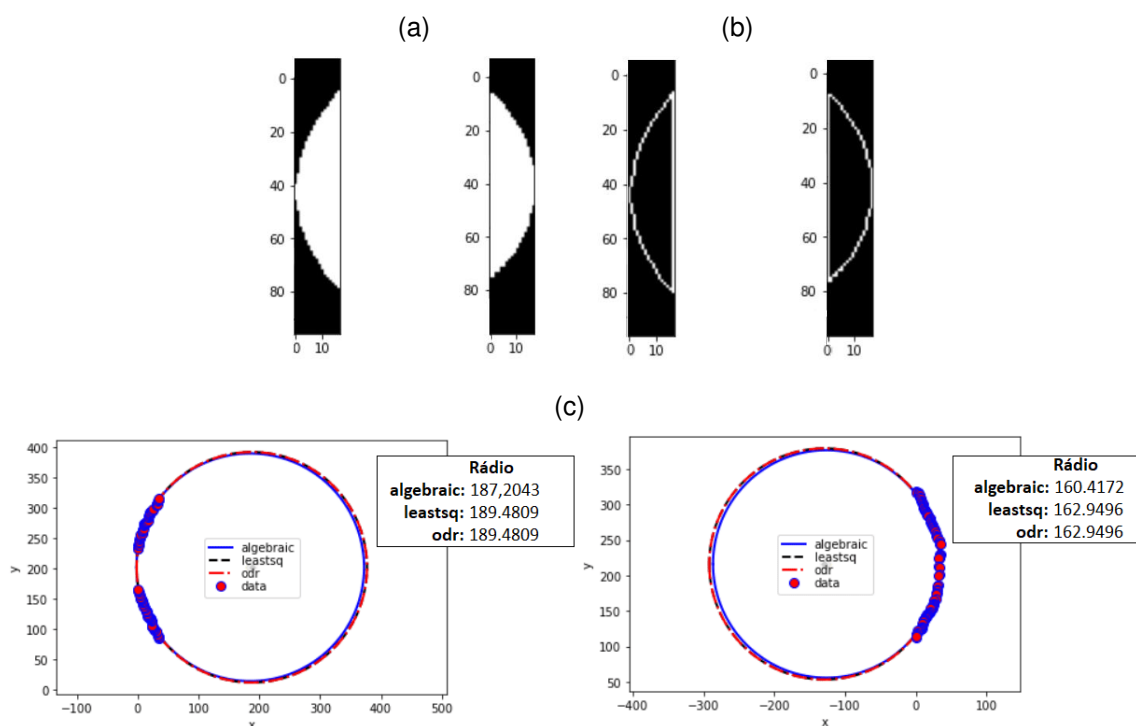 (a)
(b)
0
20
40
60
80
0 10
0
20
40
60
80
0 10
0
20
40
60
80
0 10
0
20
40
60
80
0 10
(c)
400
350
300
250
200
150
100
50
0
y
−100 0 100 200 300 400 500
x
algebraic
leastsq
odr
data
Rádio
algebraic: 187,2043
leastsq: 189.4809
odr: 189.4809
350
300
250
200
150
100
50
y
−400 −300 −200 −100 0 100
x
algebraic
leastsq
odr
data
Rádio
algebraic: 160.4172
leastsq: 162.9496
odr: 162.9496